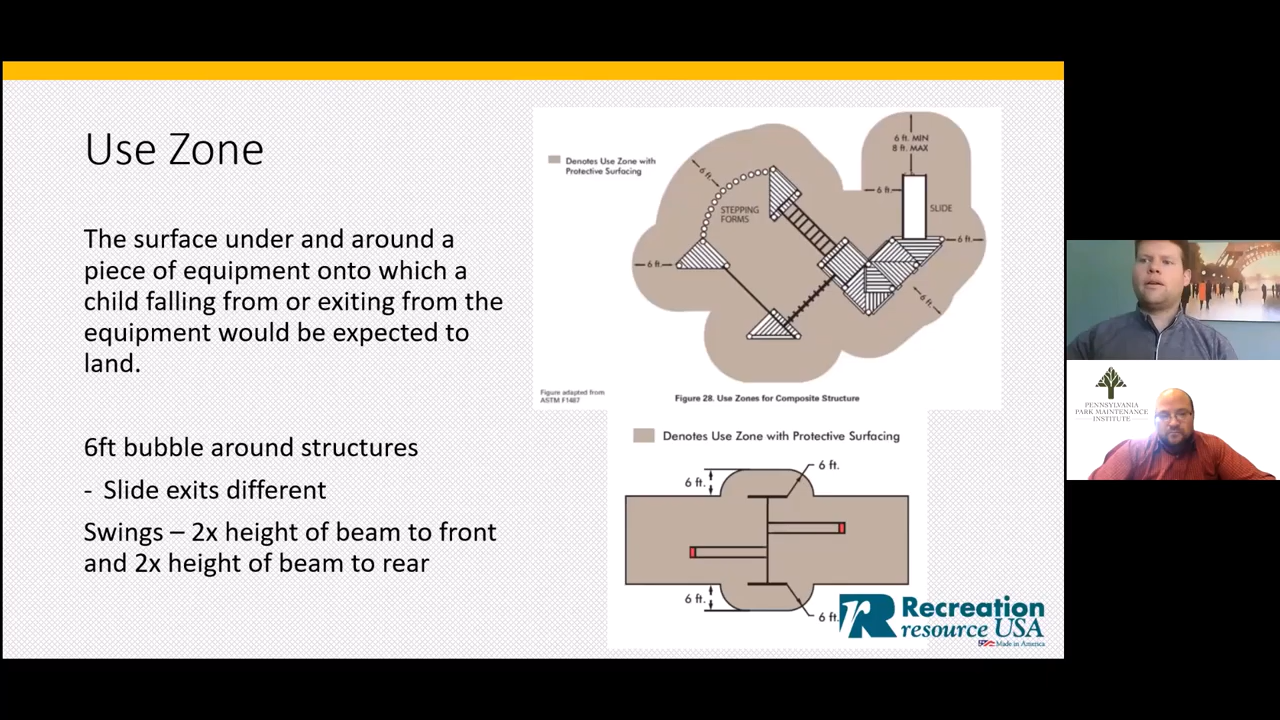 Use Zone
The surface under and around a
piece of equipment onto which a
child falling from or exiting from the
equipment would be expected to
land.
6ft bubble around structures
- Slide exits different
Swings – 2x height of beam to front
and 2x height of beam to rear
Denotes Use Zone with
Protective Surfacing
6 ft. MIN
8 ft. MAX
6 ft.
STEPPING
FORMS
6 ft.
SLIDE
6 ft.
6 ft.
6 ft.
Figure adapted from
ASTM F1487
Figure 28. Use Zones for Composite Structure
Denotes Use Zone with Protective Surfacing
6 ft.
6 ft.
6 ft.
6 ft.
Recreation
resource USA
Made in America
PENNSYLVANIA
PARK MAINTENANCE
INSTITUTE